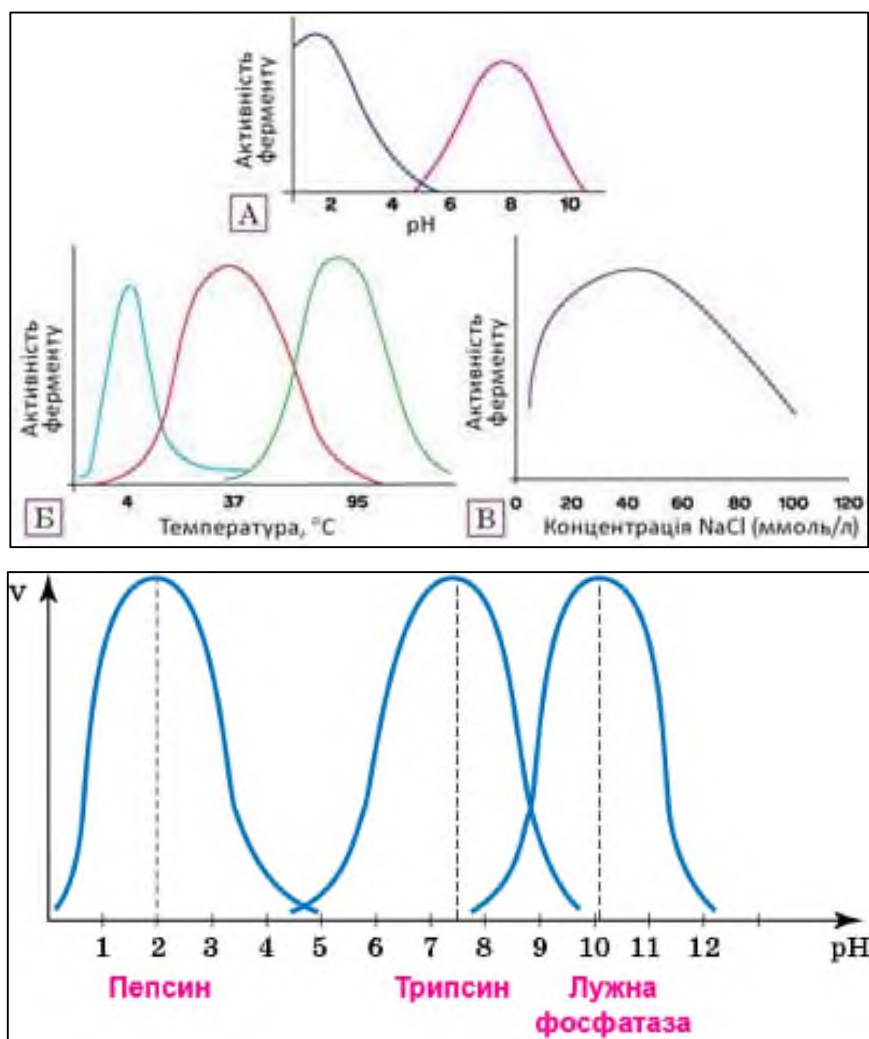 Активність
ферменту
2 4 6 8 10
А
pH
Активність
ферменту
4 37 95
Б
Температура, °С
Активність
ферменту
0 20 40 60 80 100 120
В
Концентрація NaCl (ммоль/л)
v
1 2 3 4 5 6 7 8 9 10 11 12 pH
Пепсин Трипсин Лужна
фосфатаза